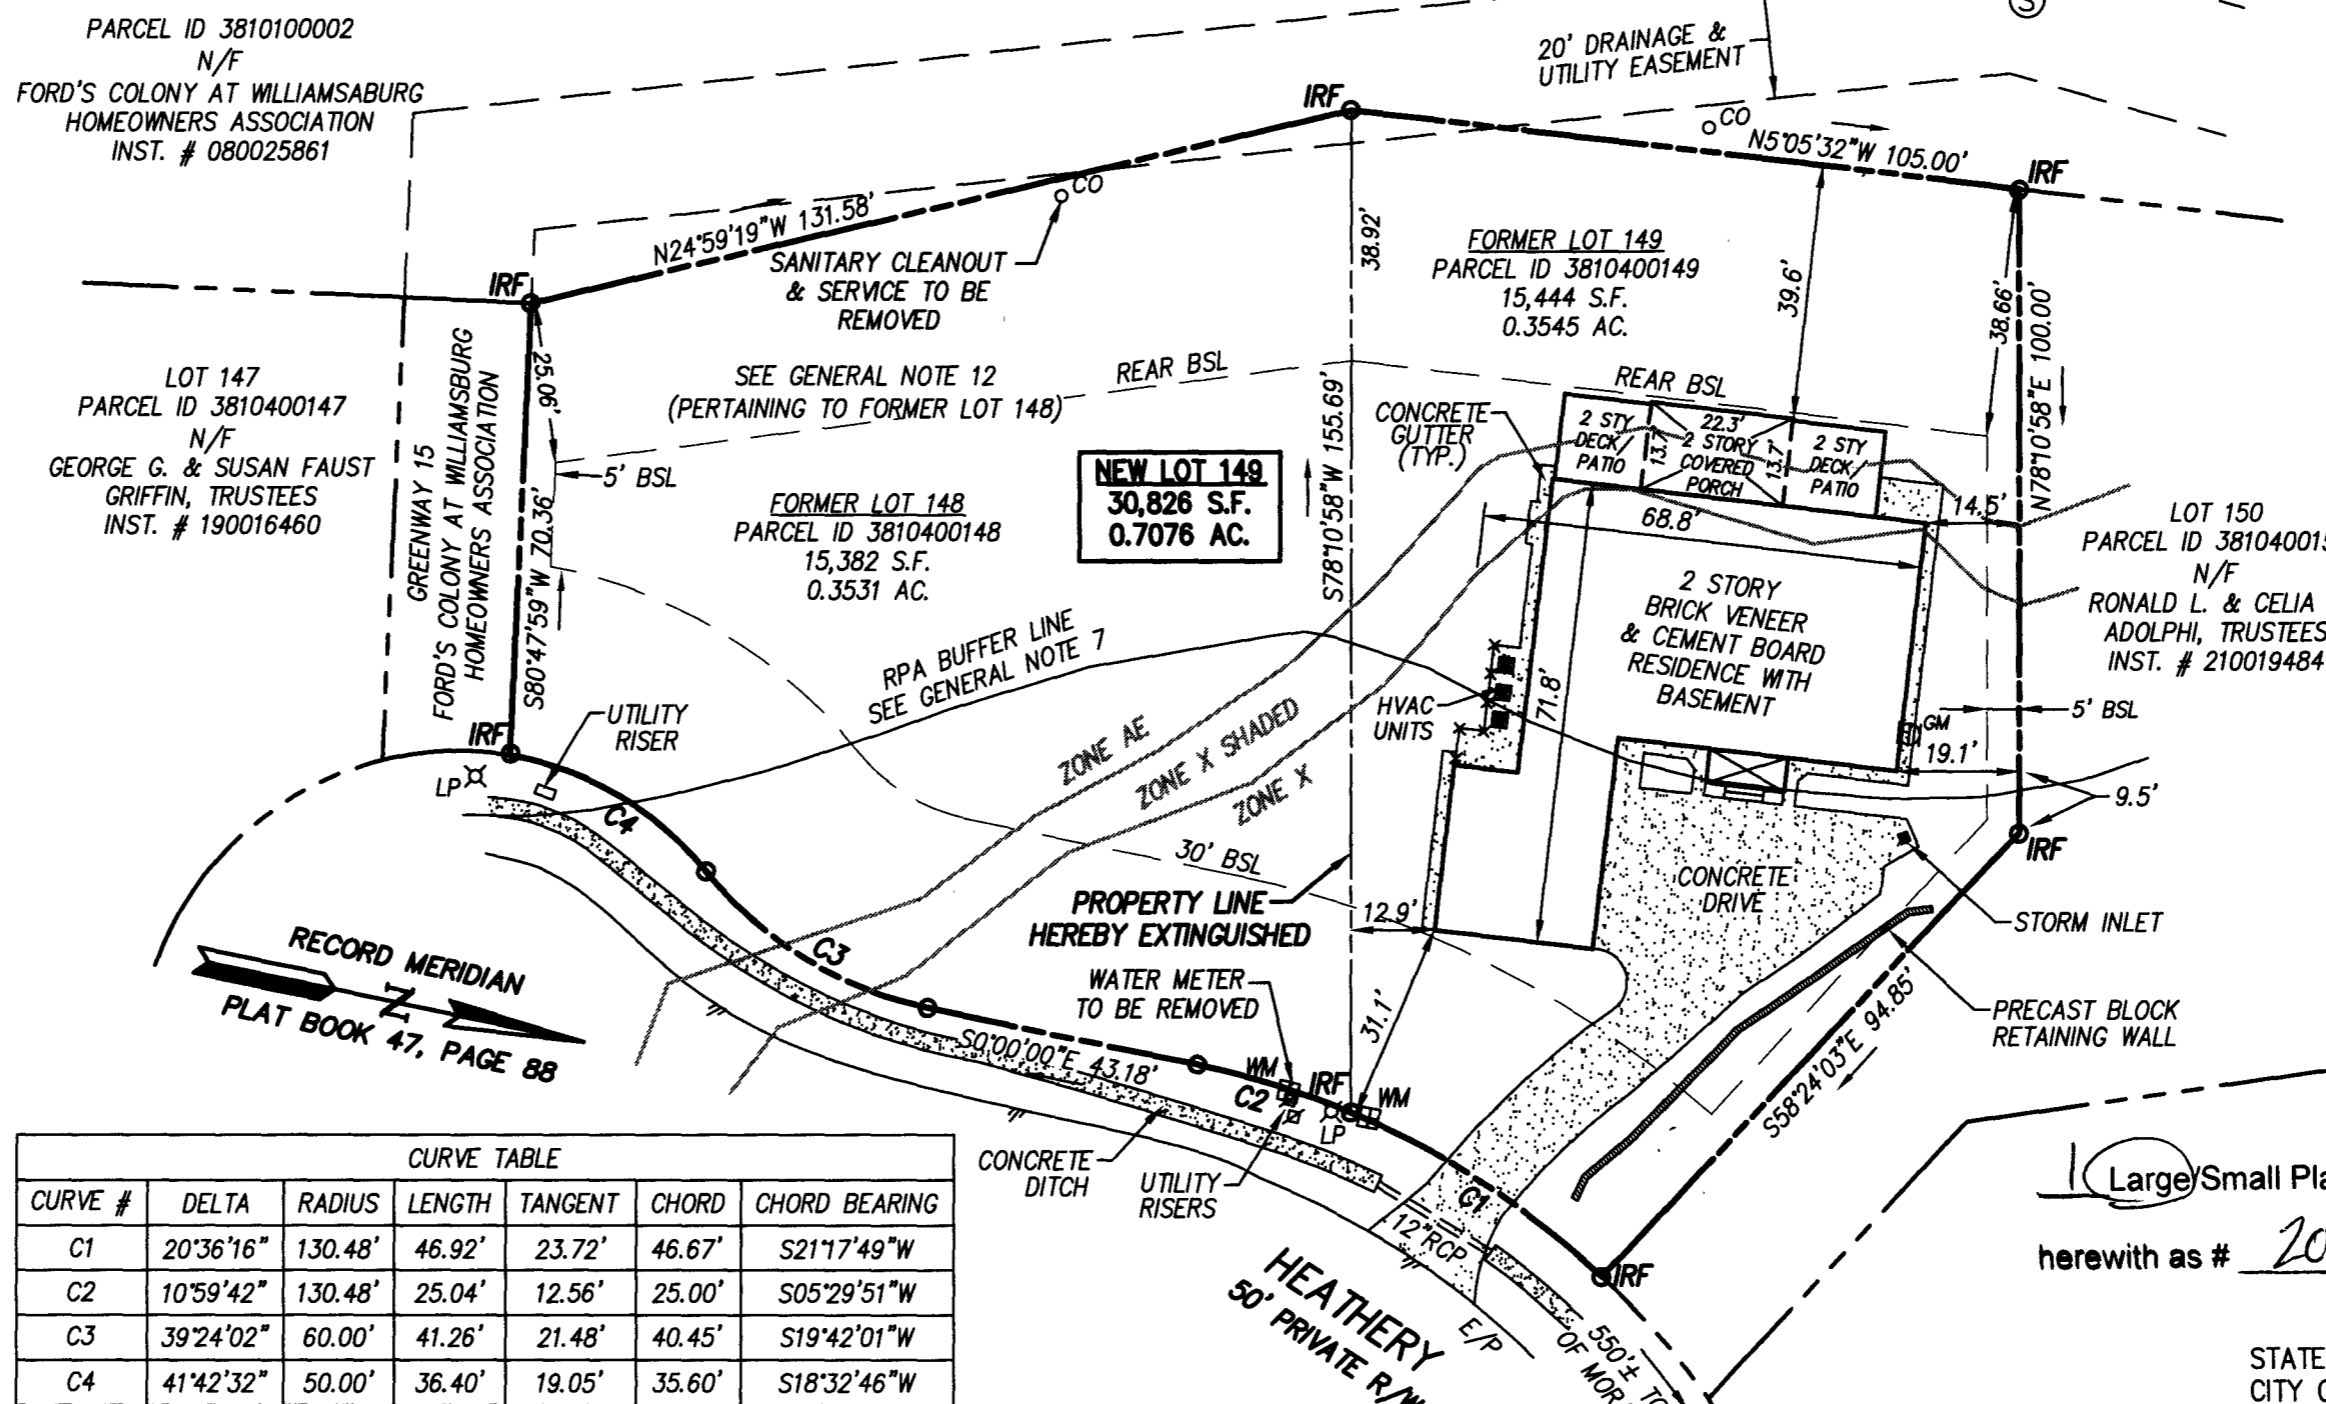 PARCEL ID 3810100002
N/F
FORD'S COLONY AT WILLIAMSABURG
HOMEOWNERS ASSOCIATION
INST. # 080025861
20' DRAINAGE &
UTILITY EASEMENT
S
IRF
CO
N5°05'32"W 105.00'
IRF
CO
N24°59'19"W 131.58'
SANITARY CLEANOUT
& SERVICE TO BE
REMOVED
38.92'
FORMER LOT 149
PARCEL ID 3810400149
15,444 S.F.
0.3545 AC.
39.6'
38.66'
N78°10'58"E 100.00'
IRF
25.06'
LOT 147
PARCEL ID 3810400147
N/F
GEORGE G. & SUSAN FAUST
GRIFFIN, TRUSTEES
INST. # 190016460
GREENWAY 15
FORD'S COLONY AT WILLIAMSBURG
HOMEOWNERS ASSOCIATION
S80°47'59"W 70.36'
SEE GENERAL NOTE 12
(PERTAINING TO FORMER LOT 148)
REAR BSL
REAR BSL
5' BSL
FORMER LOT 148
PARCEL ID 3810400148
15,382 S.F.
0.3531 AC.
NEW LOT 149
30,826 S.F.
0.7076 AC.
S78°10'58"W 155.69'
CONCRETE
GUTTER
(TYP.)
2 STY
DECK/
PATIO
13.7'
22.3'
2 STORY
COVERED
PORCH
13.7'
2 STY
DECK/
PATIO
14.5'
68.8'
71.8'
2 STORY
BRICK VENEER
& CEMENT BOARD
RESIDENCE WITH
BASEMENT
LOT 150
PARCEL ID 381040015
N/F
RONALD L. & CELIA
ADOLPHI, TRUSTEES
INST. # 210019484
5' BSL
GM
19.1'
9.5'
IRF
HVAC
UNITS
RPA BUFFER LINE
SEE GENERAL NOTE 7
UTILITY
RISER
IRF
LP
C4
ZONE AE
ZONE X SHADED
ZONE X
30' BSL
PROPERTY LINE
HEREBY EXTINGUISHED
12.9'
CONCRETE
DRIVE
STORM INLET
PRECAST BLOCK
RETAINING WALL
C3
RECORD MERIDIAN
N
PLAT BOOK 47, PAGE 88
WATER METER
TO BE REMOVED
31.1'
S0°00'00"E 43.18'
WM
C2
IRF
LP
WM
S58°24'03"E 94.85'
CONCRETE
DITCH
UTILITY
RISERS
12" RCP
C1
IRF
HEATHERY
50' PRIVATE R/W
E/P
550'± TO
OF MOR
1 Large/Small Pla
herewith as # 20
STATE
CITY
CURVE TABLE
CURVE # DELTA RADIUS LENGTH TANGENT CHORD CHORD BEARING
C1 20°36'16" 130.48' 46.92' 23.72' 46.67' S21°17'49"W
C2 10°59'42" 130.48' 25.04' 12.56' 25.00' S05°29'51"W
C3 39°24'02" 60.00' 41.26' 21.48' 40.45' S19°42'01"W
C4 41°42'32" 50.00' 36.40' 19.05' 35.60' S18°32'46"W